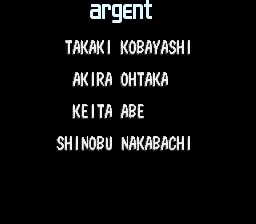 argent
TAKAKI KOBAYASHI
AKIRA OHTAKA
KEITA ABE
SHINOBU NAKABACHI